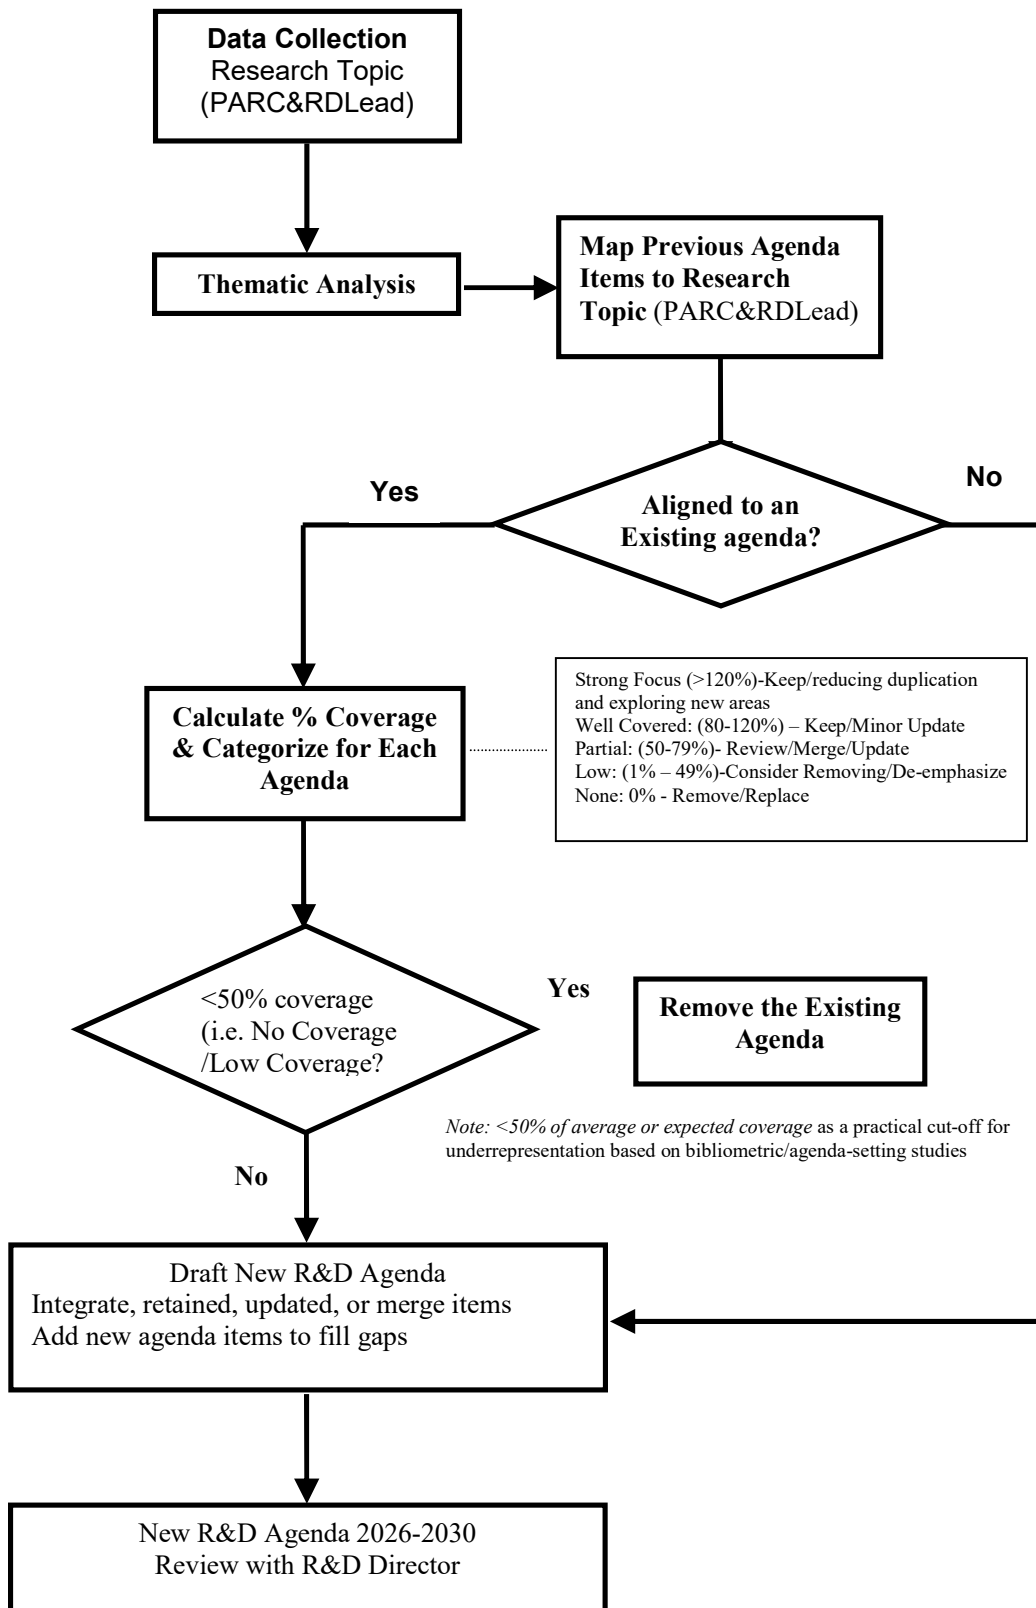 Data Collection
Research Topic
(PARC&RDLead)
Thematic Analysis
Map Previous Agenda
Items to Research
Topic (PARC&RDLead)
Aligned to an
Existing agenda?
Yes
No
Calculate % Coverage
& Categorize for Each
Agenda
Strong Focus (>120%)-Keep/reducing duplication
and exploring new areas
Well Covered: (80-120%) – Keep/Minor Update
Partial: (50-79%)- Review/Merge/Update
Low: (1% – 49%)-Consider Removing/De-emphasize
None: 0% - Remove/Replace
<50% coverage
(i.e. No Coverage
/Low Coverage?
Yes
Remove the Existing
Agenda
Note: <50% of average or expected coverage as a practical cut-off for
underrepresentation based on bibliometric/agenda-setting studies
No
Draft New R&D Agenda
Integrate, retained, updated, or merge items
Add new agenda items to fill gaps
New R&D Agenda 2026-2030
Review with R&D Director